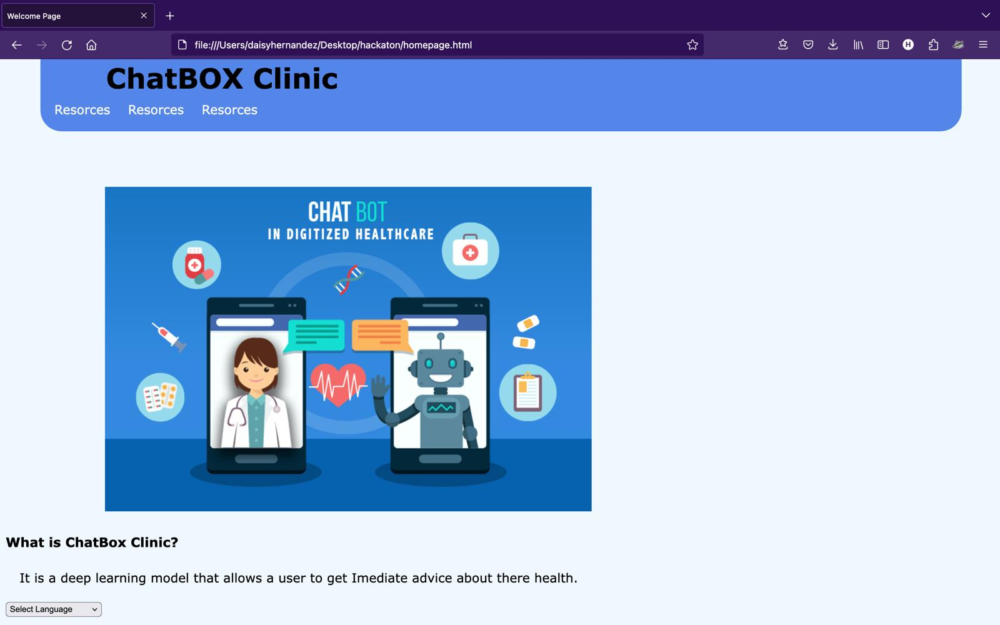 Welcome Page
file:///Users/daisyhernandez/Desktop/hackaton/homepage.html
H
ChatBOX Clinic
Resorces Resorces Resorces
CHAT BOT
IN DIGITIZED HEALTHCARE
What is ChatBox Clinic?
It is a deep learning model that allows a user to get Imediate advice about there health.
Select Language